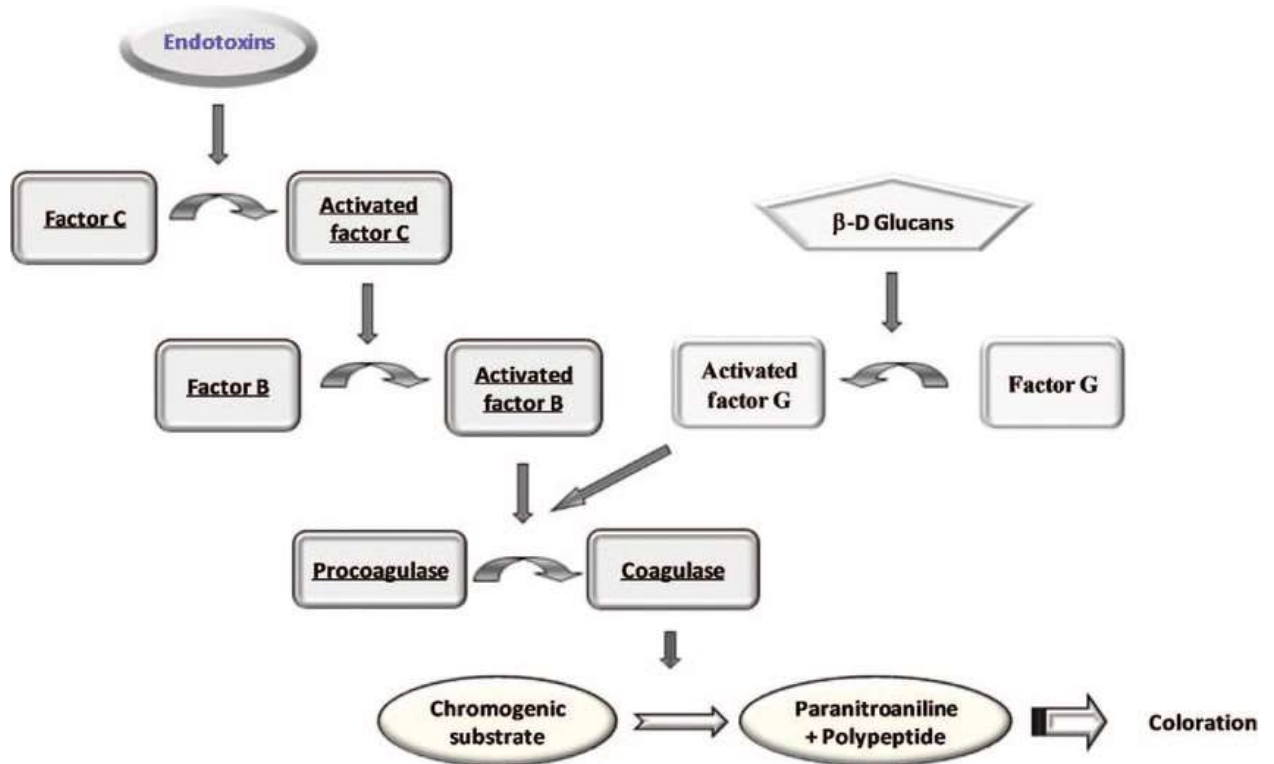 Endotoxins
Factor C
Activated
factor C
β-D Glucans
Factor B
Activated
factor B
Activated
factor G
Factor G
Procoagulase
Coagulase
Chromogenic
substrate
Paranitroaniline
+ Polypeptide
Coloration